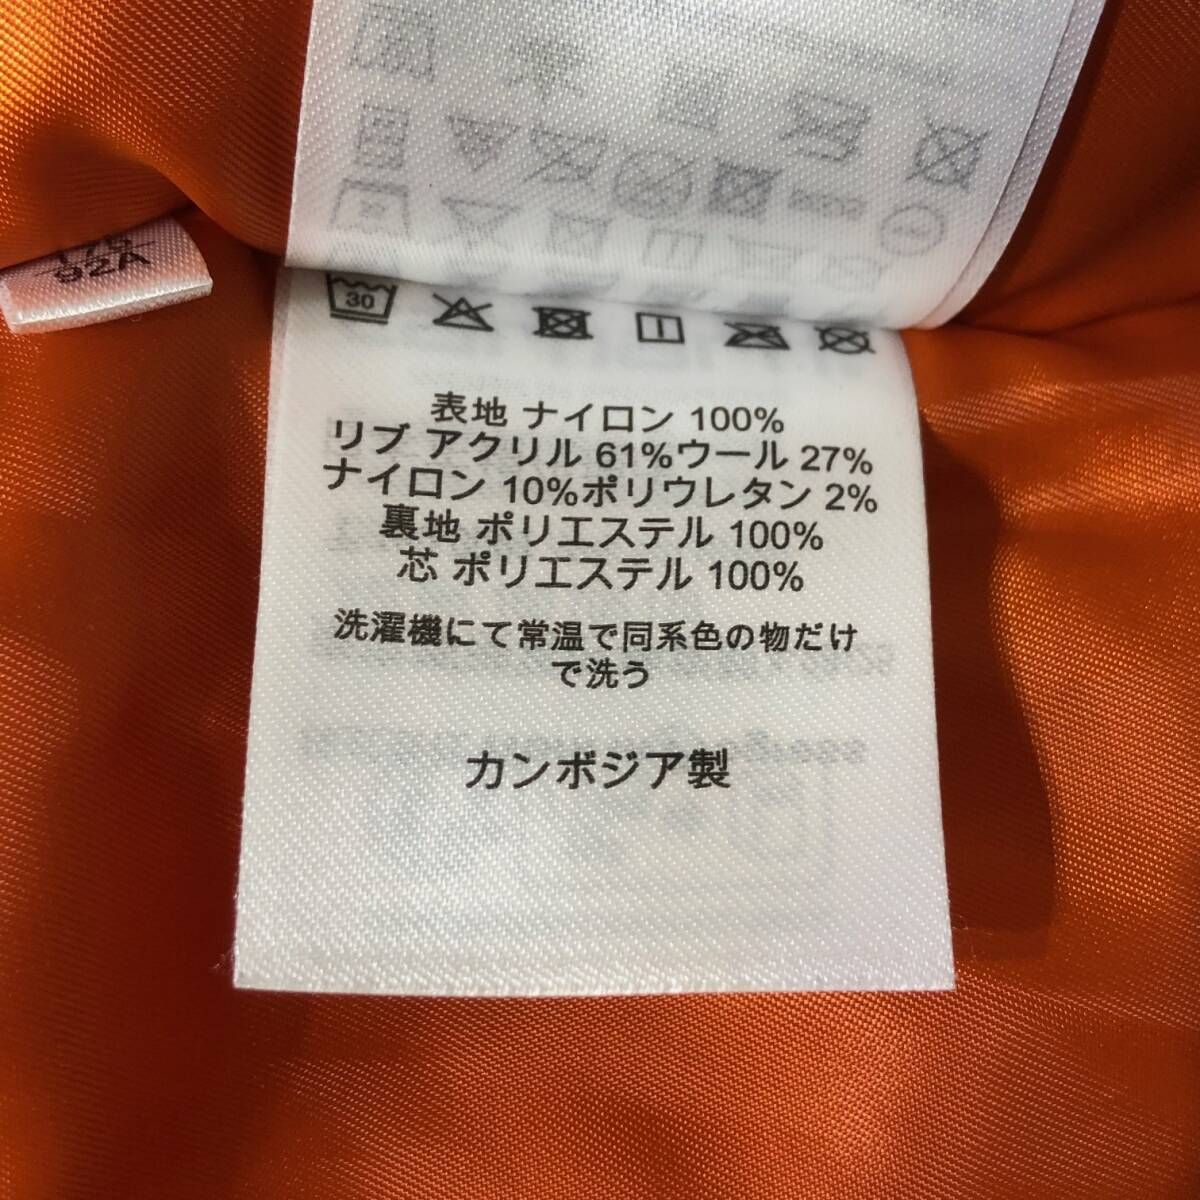 175
92A
30
表地 ナイロン 100%
リブ アクリル 61%ウール 27%
ナイロン 10%ポリウレタン 2%
裏地 ポリエステル 100%
芯 ポリエステル 100%
洗濯機にて常温で同系色の物だけ
で洗う
カンボジア製